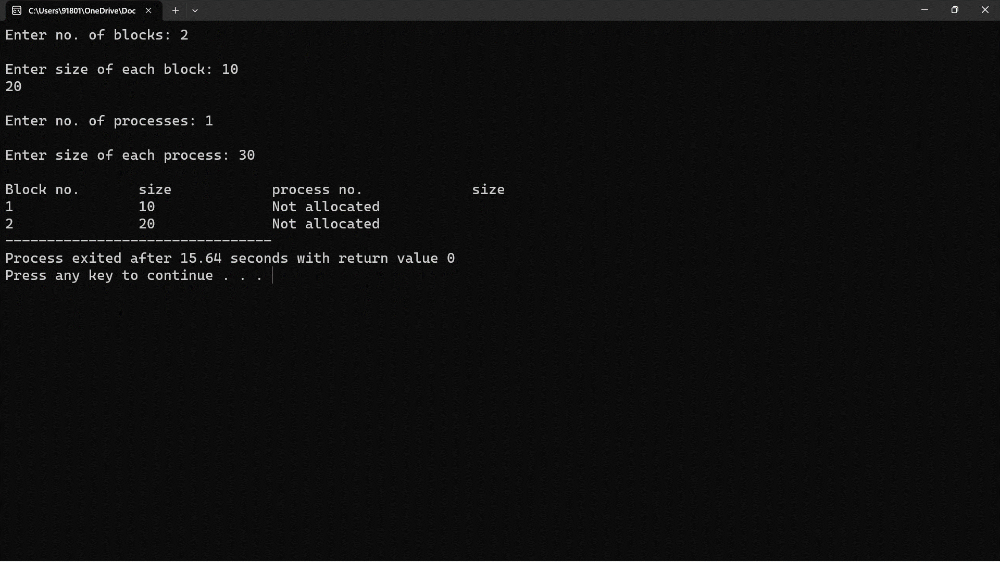 C:\Users\91801\OneDrive\Doc
Enter no. of blocks: 2
Enter size of each block: 10
20
Enter no. of processes: 1
Enter size of each process: 30
Block no. size process no. size
1 10 Not allocated
2 20 Not allocated
--------------------------------
Process exited after 15.64 seconds with return value 0
Press any key to continue . . .